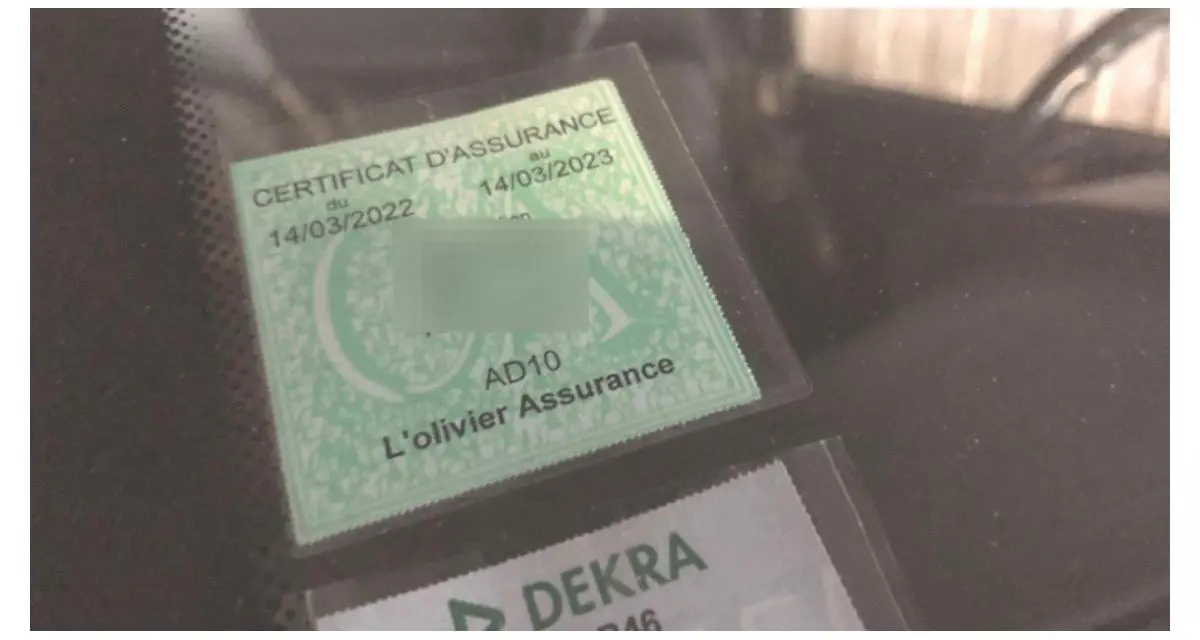 CERTIFICAT D'ASSURANCE
du au
14/03/2022 14/03/2023
AD10
L'olivier Assurance
DEKRA